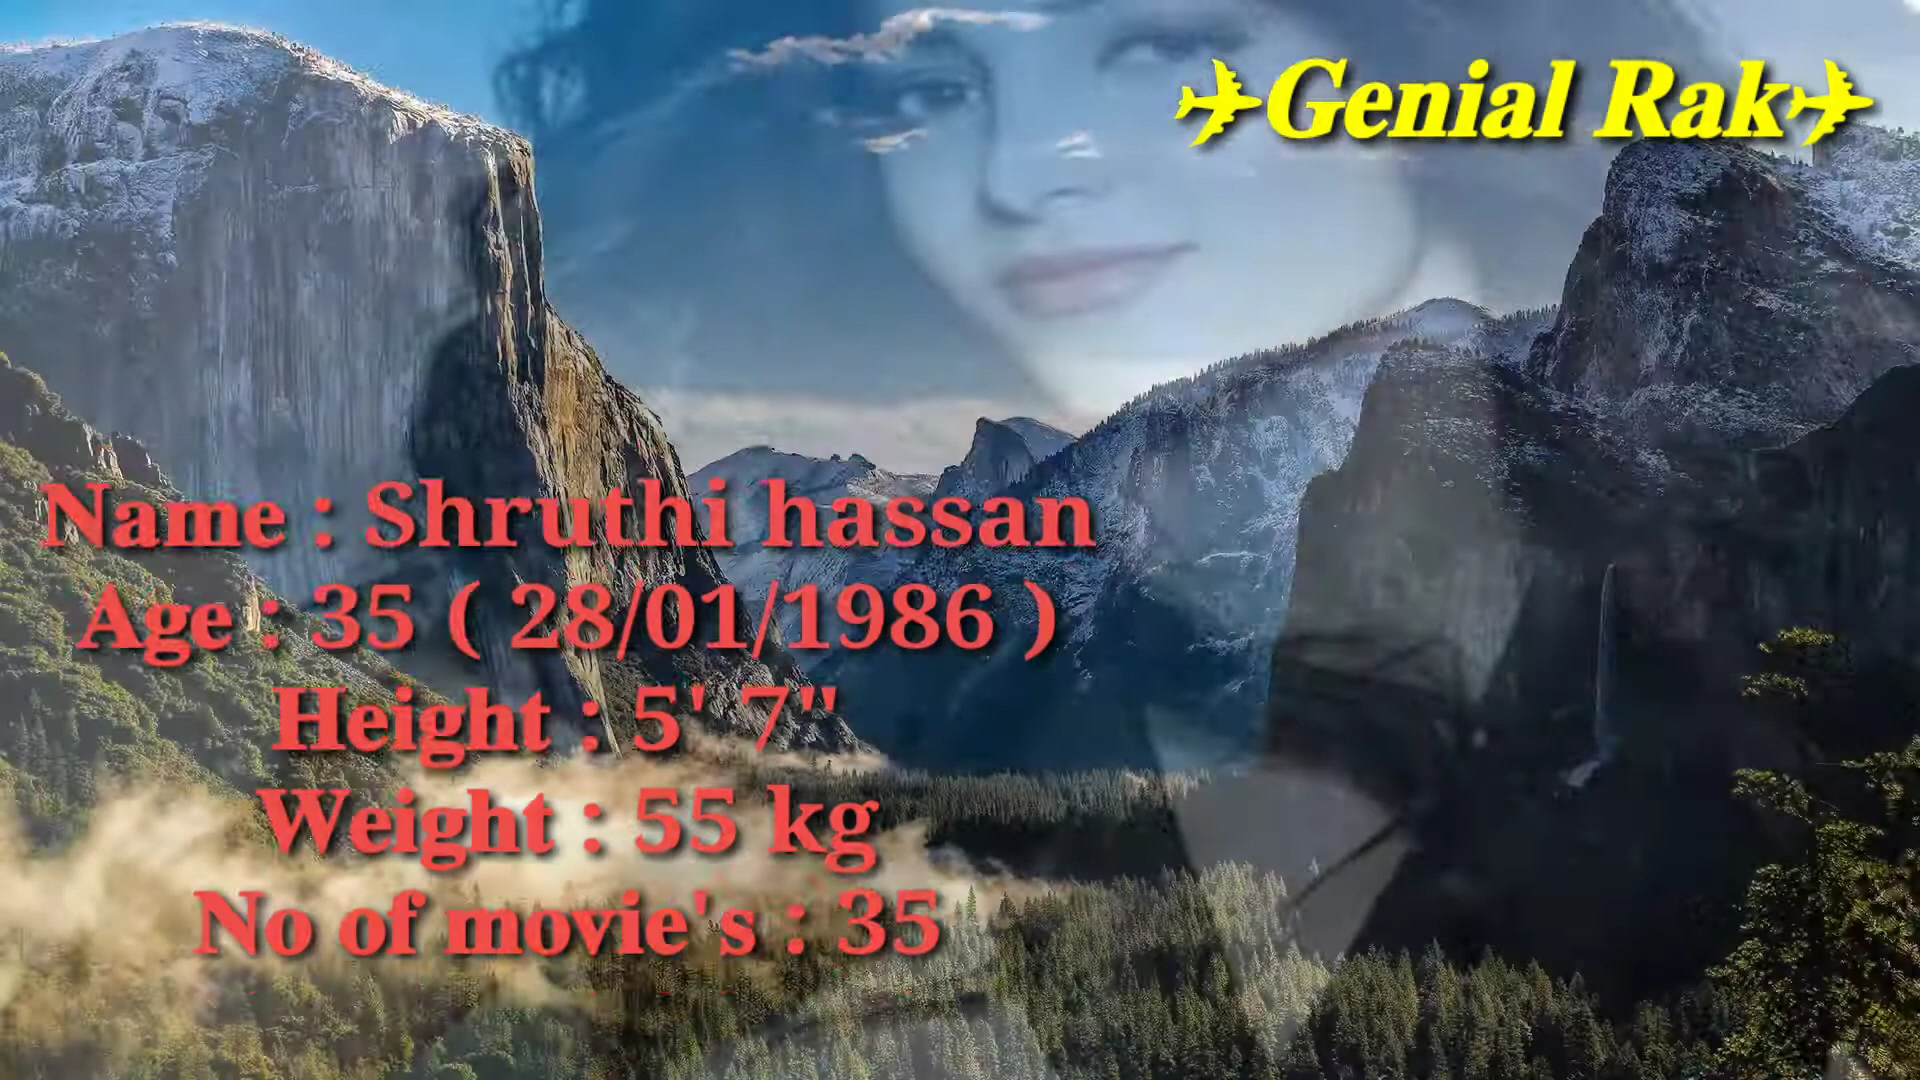 ✈Genial Rak✈
Name : Shruthi hassan
Age : 35 ( 28/01/1986 )
Height : 5' 7"
Weight : 55 kg
No of movie's : 35